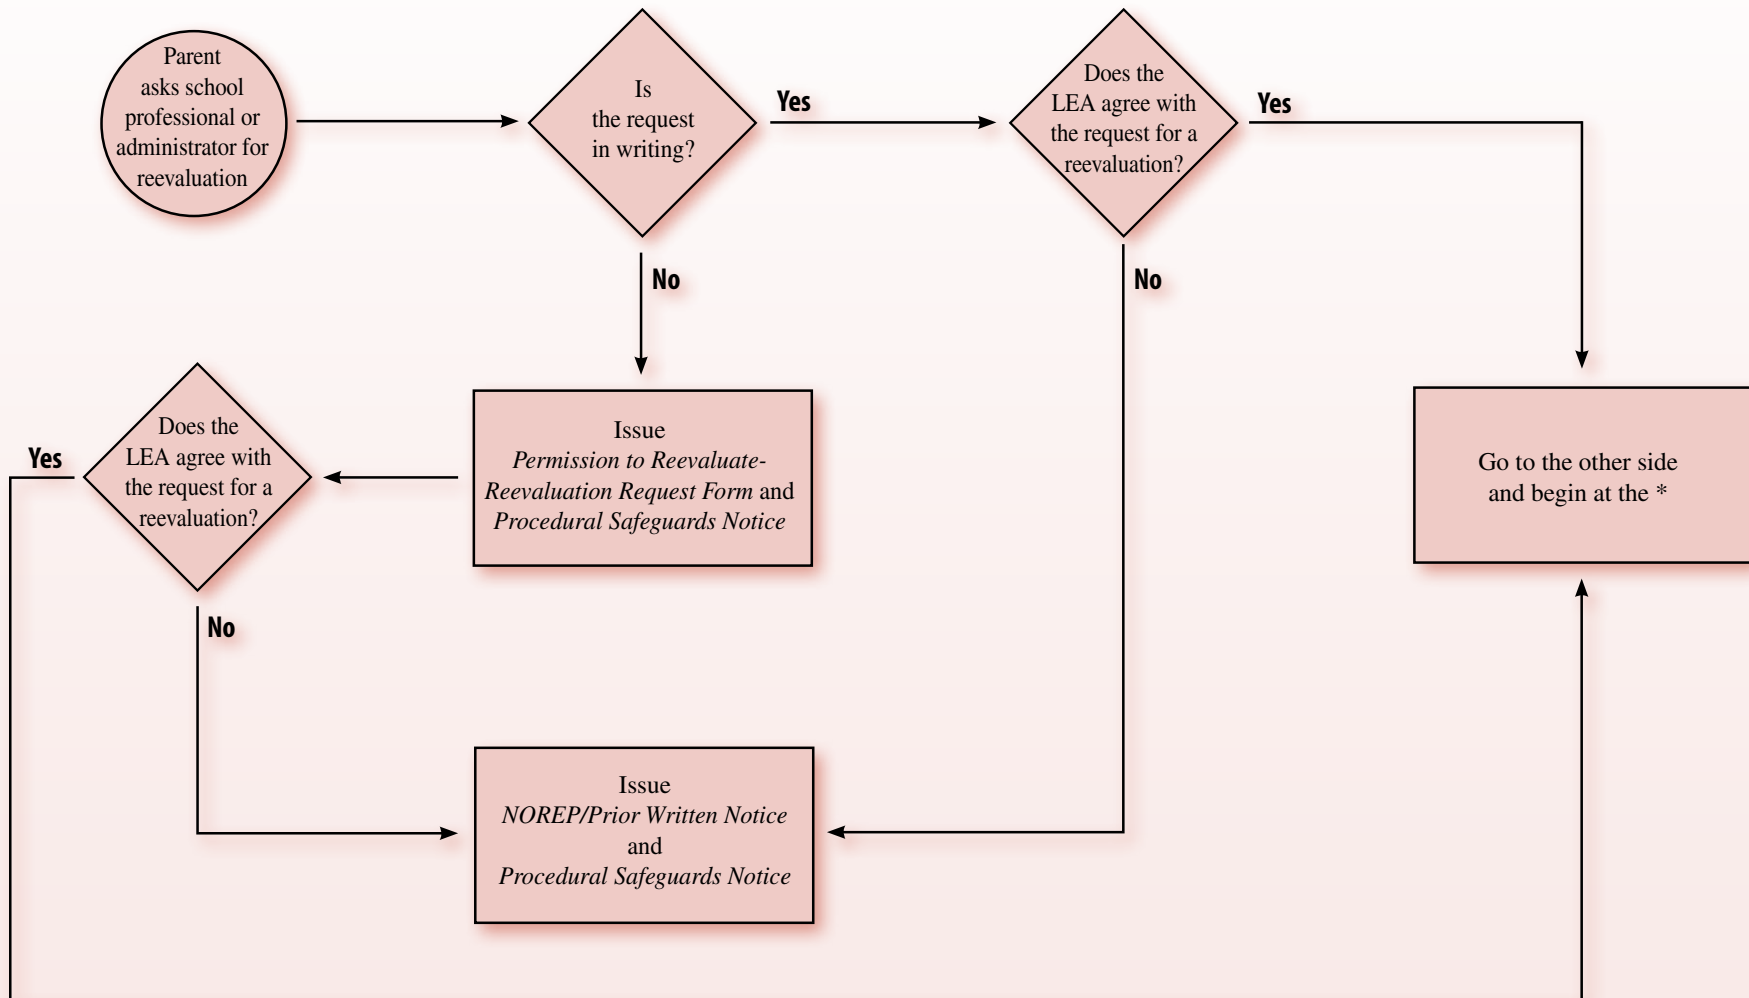 Parent
asks school
professional or
administrator for
reevaluation
Is
the request
in writing?
Yes
Does the
LEA agree with
the request for a
reevaluation?
Yes
No
No
Yes
Does the
LEA agree with
the request for a
reevaluation?
Issue
Permission to Reevaluate-
Reevaluation Request Form and
Procedural Safeguards Notice
Go to the other side
and begin at the *
No
Issue
NOREP/Prior Written Notice
and
Procedural Safeguards Notice